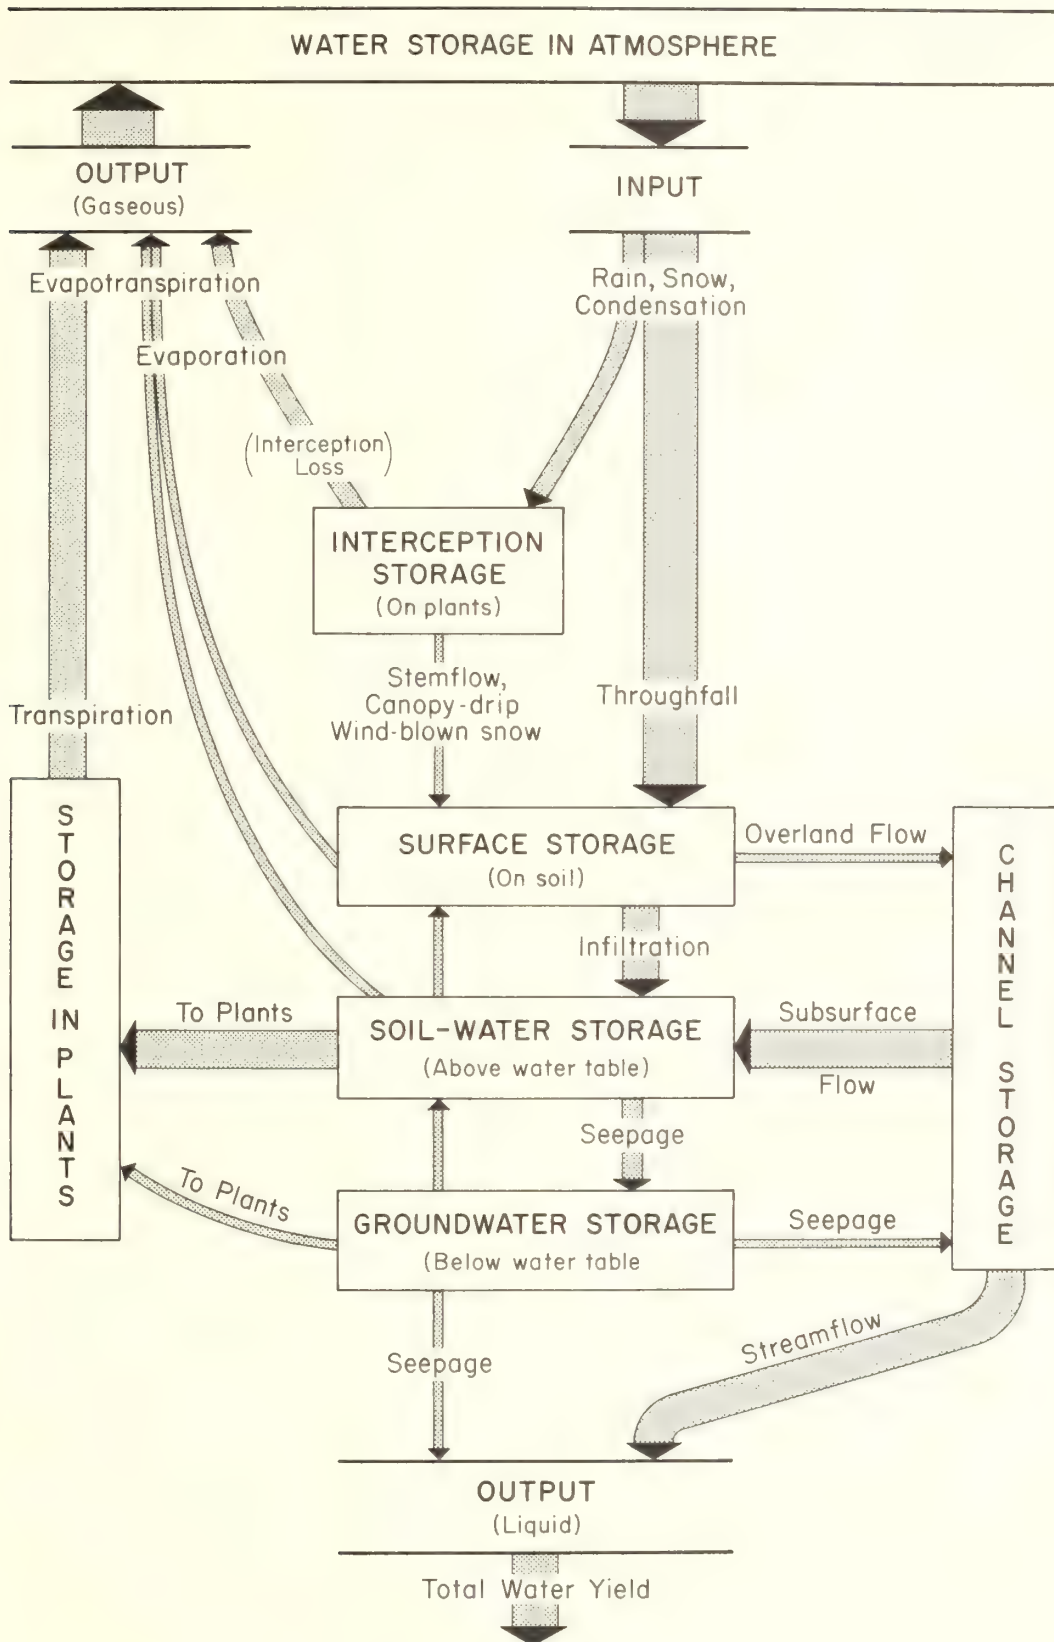 WATER STORAGE IN ATMOSPHERE
OUTPUT
(Gaseous)
INPUT
Evapotranspiration
Rain, Snow,
Condensation
Evaporation
(Interception
Loss)
INTERCEPTION
STORAGE
(On plants)
Stemflow,
Canopy-drip
Wind-blown snow
Throughfall
Transpiration
STORAGE IN PLANTS
SURFACE STORAGE
(On soil)
Overland Flow
CHANNEL STORAGE
Infiltration
To Plants
SOIL-WATER STORAGE
(Above water table)
Subsurface
Flow
Seepage
To Plants
GROUNDWATER STORAGE
(Below water table
Seepage
Seepage
Streamflow
OUTPUT
(Liquid)
Total Water Yield